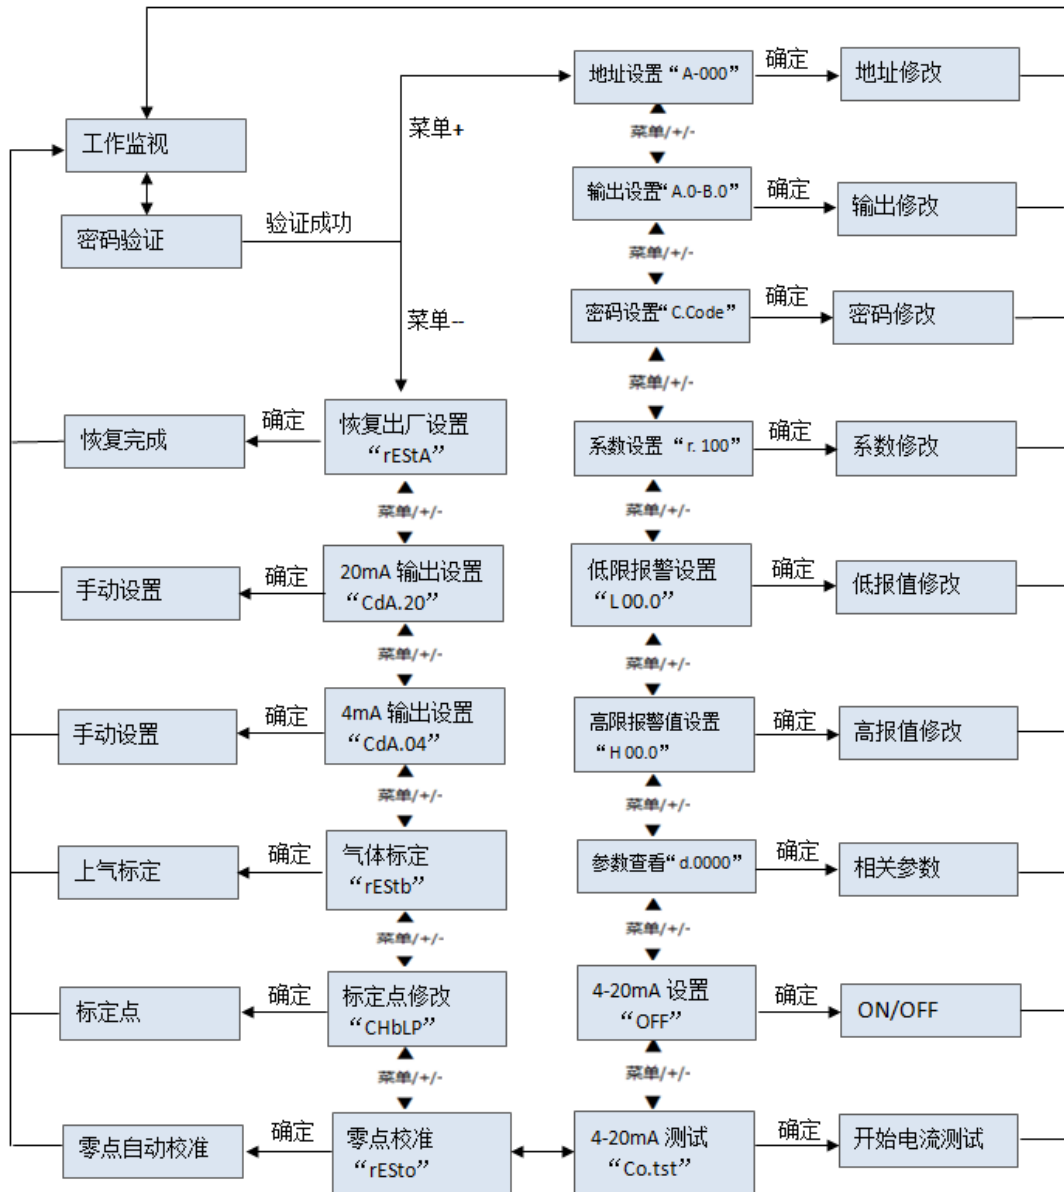 工作监视
密码验证
验证成功
菜单+
菜单--
地址设置“A-000”
确定
地址修改
菜单/+/-
输出设置“A.0-B.0”
确定
输出修改
菜单/+/-
密码设置“C.Code”
确定
密码修改
菜单/+/-
系数设置 “r. 100”
确定
系数修改
菜单/+/-
低限报警设置
“L 00.0”
确定
低报值修改
菜单/+/-
高限报警值设置
“H 00.0”
确定
高报值修改
菜单/+/-
参数查看“d.0000”
确定
相关参数
菜单/+/-
4-20mA 设置
“OFF”
确定
ON/OFF
菜单/+/-
4-20mA 测试
“Co.tst”
确定
开始电流测试
恢复出厂设置
“rEStA”
确定
恢复完成
菜单/+/-
20mA 输出设置
“CdA.20”
确定
手动设置
菜单/+/-
4mA 输出设置
“CdA.04”
确定
手动设置
菜单/+/-
气体标定
“rEStb”
确定
上气标定
菜单/+/-
标定点修改
“CHbLP”
确定
标定点
菜单/+/-
零点校准
“rESto”
确定
零点自动校准